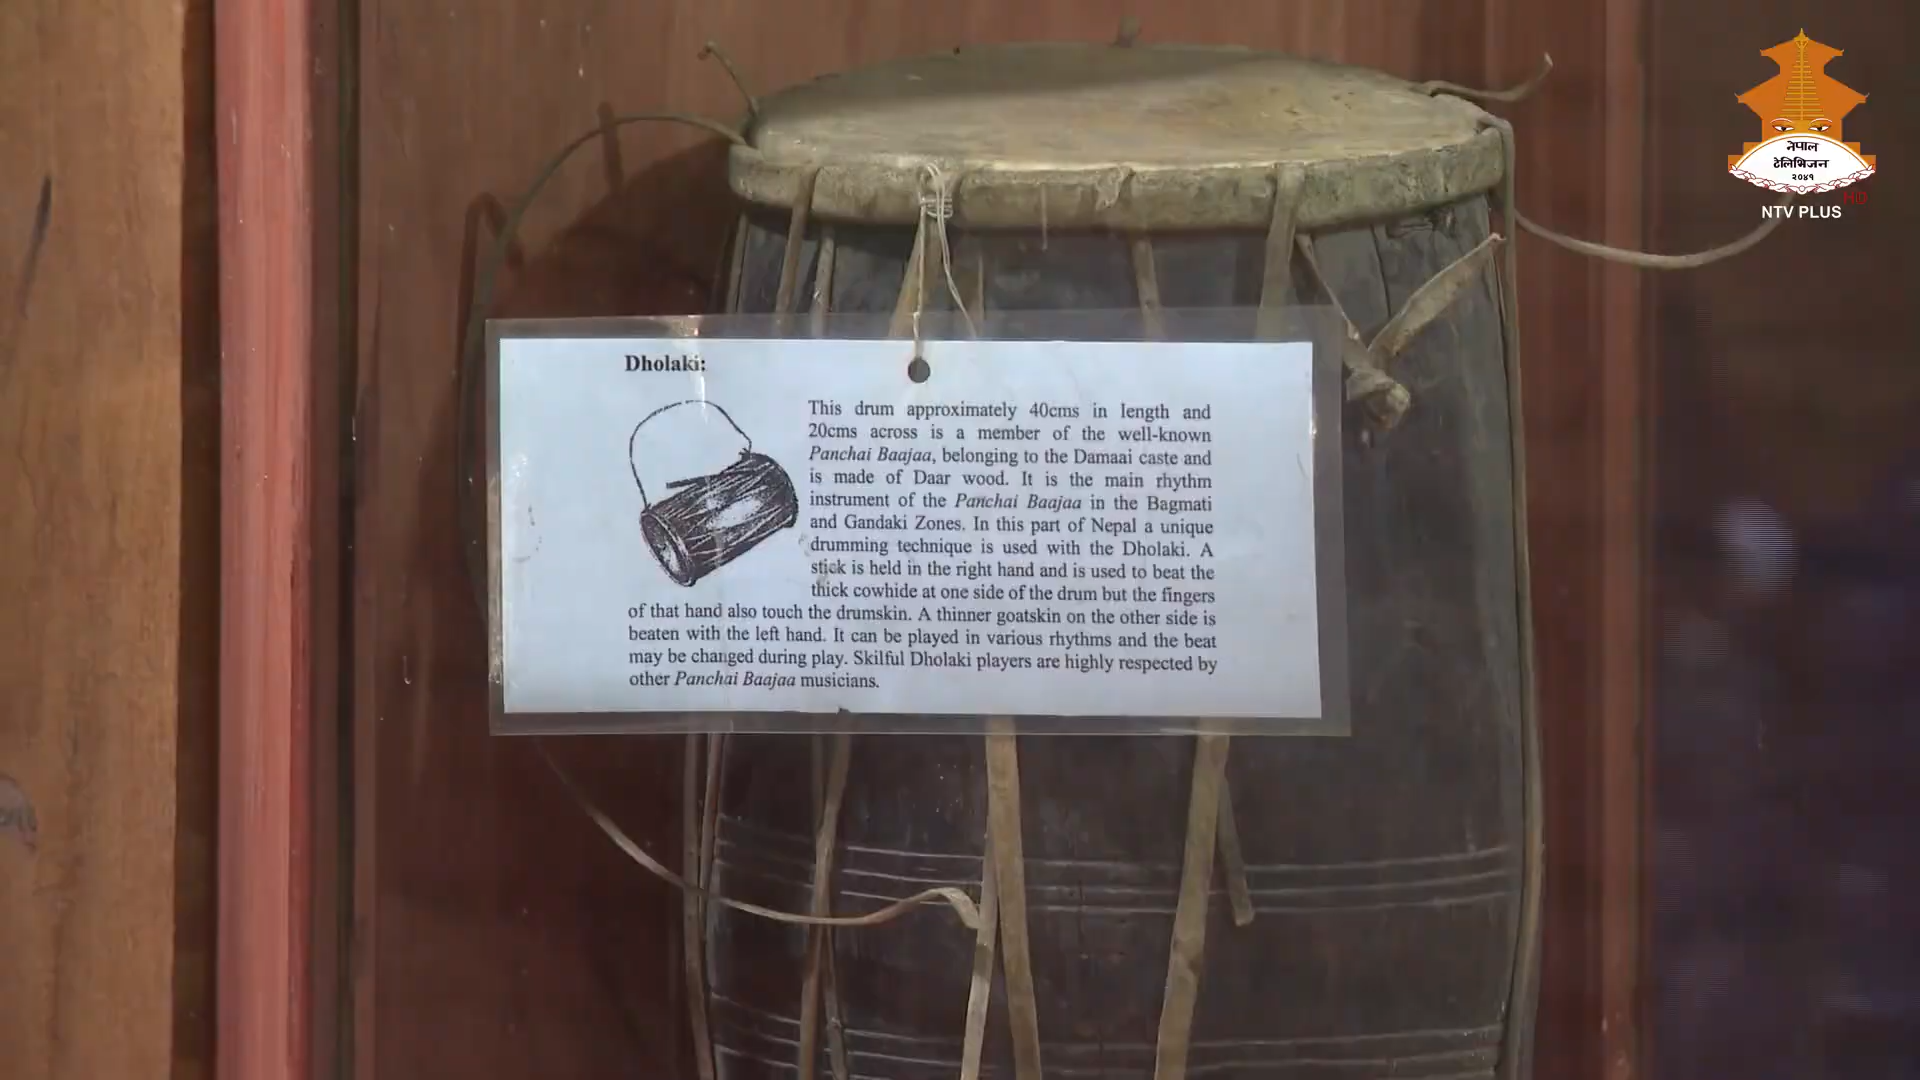 नेपाल
टेलिभिजन
२०४१
HD
NTV PLUS
Dholaki:
This drum approximately 40cms in length and
20cms across is a member of the well-known
Panchai Baajaa, belonging to the Damaai caste and
is made of Daar wood. It is the main rhythm
instrument of the Panchai Baajaa in the Bagmati
and Gandaki Zones. In this part of Nepal a unique
drumming technique is used with the Dholaki. A
stick is held in the right hand and is used to beat the
thick cowhide at one side of the drum but the fingers
of that hand also touch the drumskin. A thinner goatskin on the other side is
beaten with the left hand. It can be played in various rhythms and the beat
may be changed during play. Skilful Dholaki players are highly respected by
other Panchai Baajaa musicians.